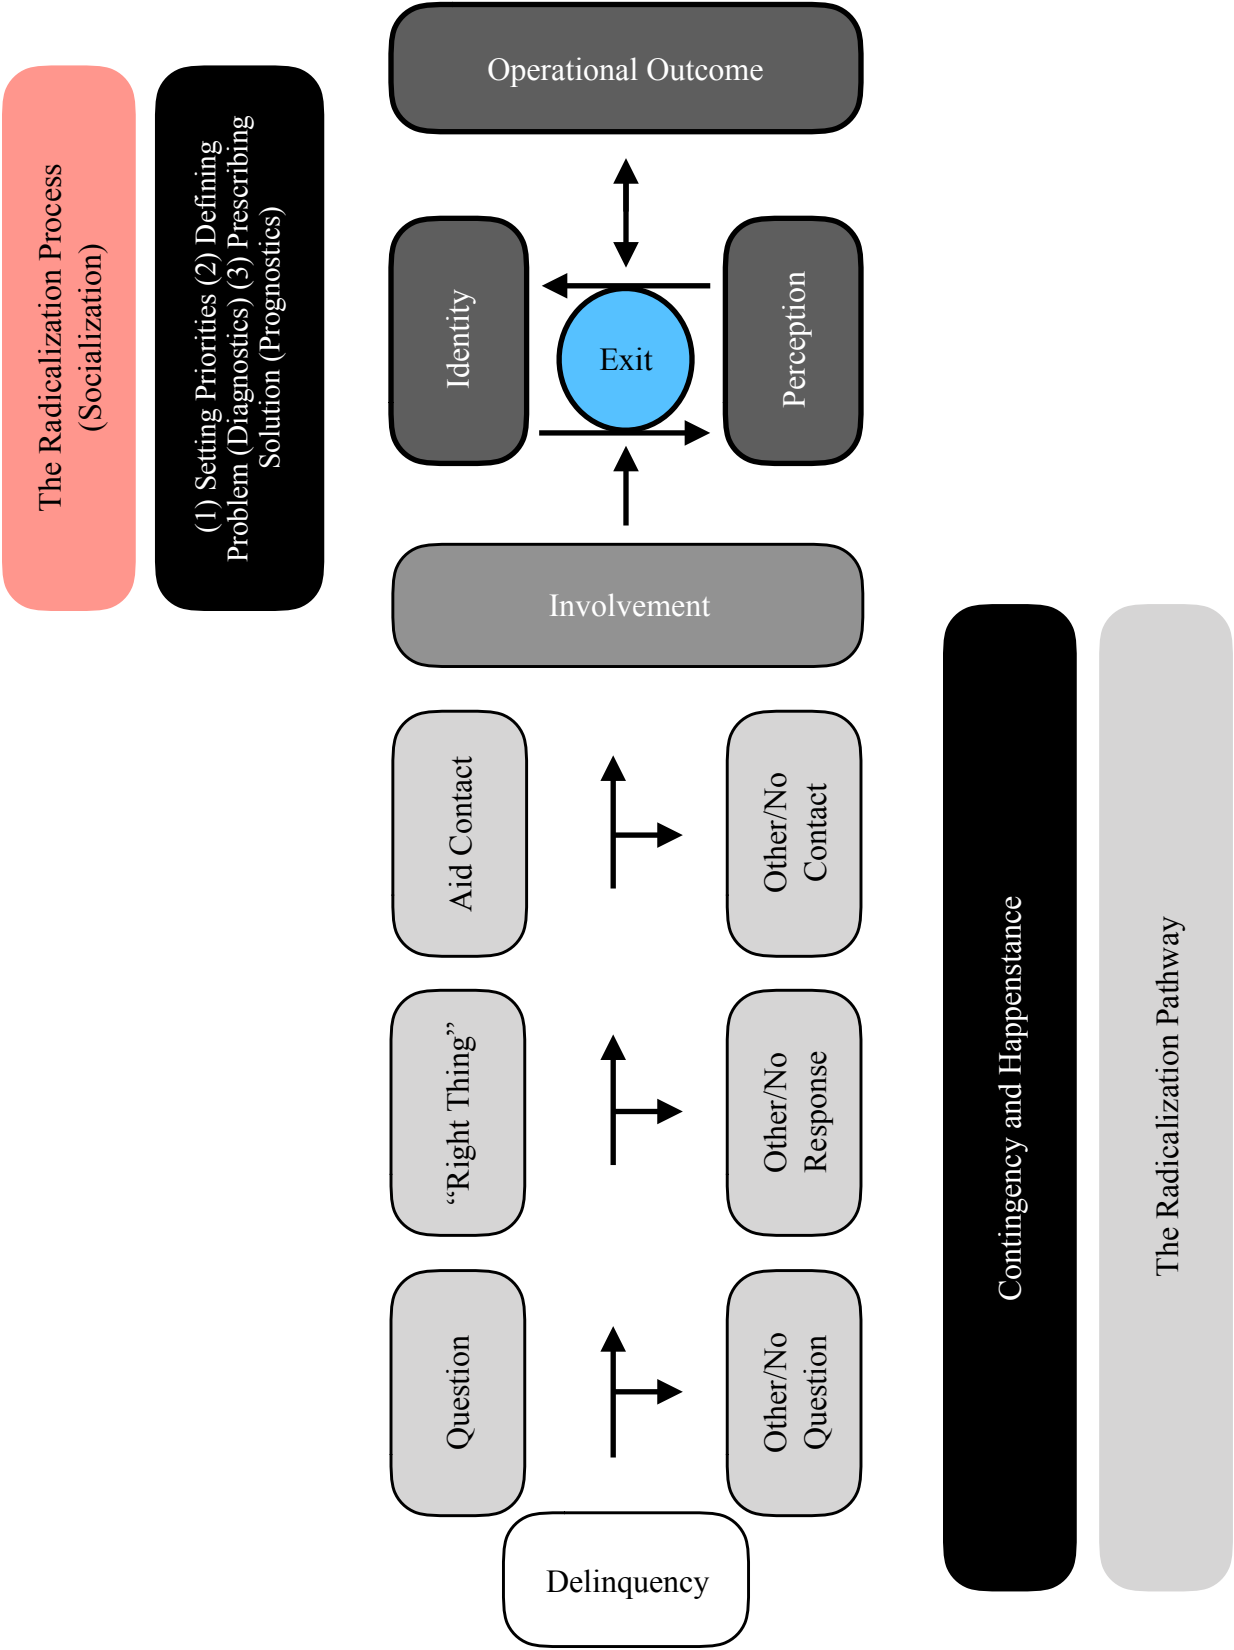 Operational Outcome
The Radicalization Process
(Socialization)
(1) Setting Priorities (2) Defining
Problem (Diagnostics) (3) Prescribing
Solution (Prognostics)
Identity
Exit
Perception
Involvement
Aid Contact
Other/No
Contact
“Right Thing”
Other/No
Response
Question
Other/No
Question
Delinquency
Contingency and Happenstance
The Radicalization Pathway